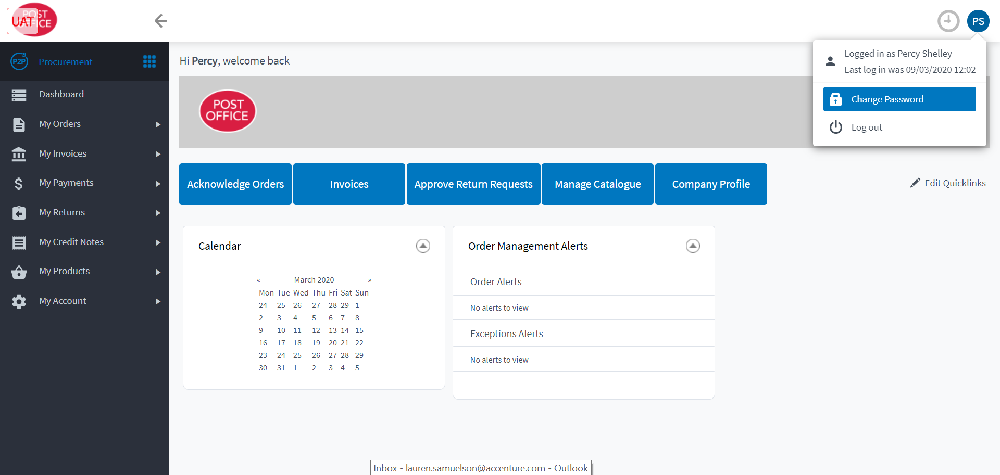 POST
OFFICE
UAT
PS
P2P
Procurement
Dashboard
My Orders
My Invoices
My Payments
My Returns
My Credit Notes
My Products
My Account
Hi Percy, welcome back
Logged in as Percy Shelley
Last log in was 09/03/2020 12:02
Change Password
Log out
POST
OFFICE
Acknowledge Orders
Invoices
Approve Return Requests
Manage Catalogue
Company Profile
Edit Quicklinks
Calendar
« March 2020 »
Mon Tue Wed Thu Fri Sat Sun
24 25 26 27 28 29 1
2 3 4 5 6 7 8
9 10 11 12 13 14 15
16 17 18 19 20 21 22
23 24 25 26 27 28 29
30 31 1 2 3 4 5
Order Management Alerts
Order Alerts
No alerts to view
Exceptions Alerts
No alerts to view
Inbox - lauren.samuelson@accenture.com - Outlook